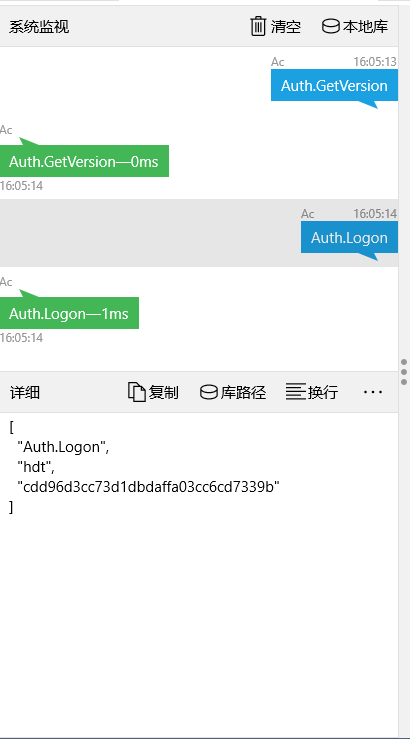 系统监视 清空 本地库
Ac 16:05:13
Auth.GetVersion
Ac
Auth.GetVersion—0ms
16:05:14
Ac 16:05:14
Auth.Logon
Ac
Auth.Logon—1ms
16:05:14
详细 复制 库路径 换行 ···
[
"Auth.Logon",
"hdt",
"cdd96d3cc73d1dbdaffa03cc6cd7339b"
]